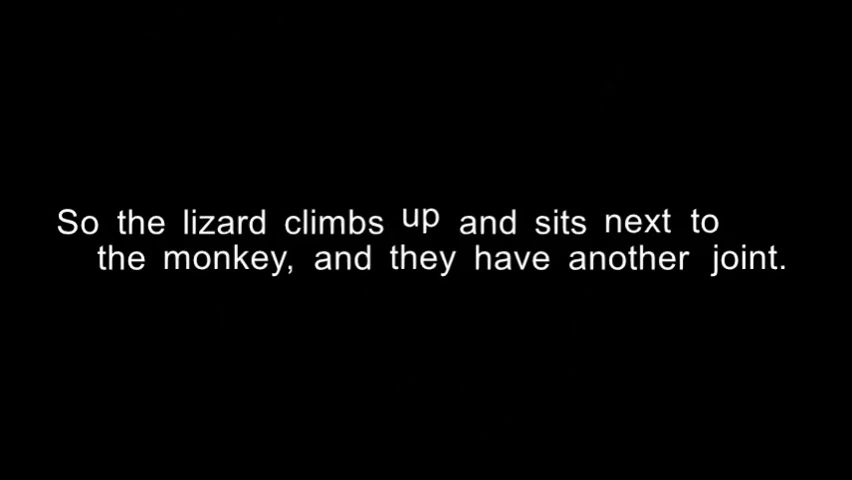 So the lizard climbs up and sits next to
the monkey, and they have another joint.